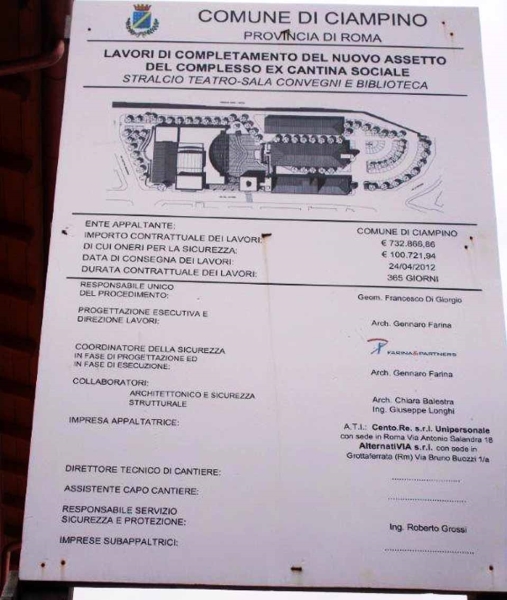 COMUNE DI CIAMPINO
PROVINCIA DI ROMA
LAVORI DI COMPLETAMENTO DEL NUOVO ASSETTO
DEL COMPLESSO EX CANTINA SOCIALE
STRALCIO TEATRO-SALA CONVEGNI E BIBLIOTECA
ENTE APPALTANTE: COMUNE DI CIAMPINO
IMPORTO CONTRATTUALE DEI LAVORI: € 732.866,86
DI CUI ONERI PER LA SICUREZZA: € 100.721,94
DATA DI CONSEGNA DEI LAVORI: 24/04/2012
DURATA CONTRATTUALE DEI LAVORI: 365 GIORNI
RESPONSABILE UNICO
DEL PROCEDIMENTO: Geom. Francesco Di Giorgio
PROGETTAZIONE ESECUTIVA E
DIREZIONE LAVORI: Arch. Gennaro Farina
FARINA&PARTNERS
COORDINATORE DELLA SICUREZZA
IN FASE DI PROGETTAZIONE ED
IN FASE DI ESECUZIONE: Arch. Gennaro Farina
COLLABORATORI:
ARCHITETTONICO E SICUREZZA Arch. Chiara Balestra
STRUTTURALE Ing. Giuseppe Longhi
IMPRESA APPALTATRICE: A.T.I.: Cento.Re. s.r.l. Unipersonale
con sede in Roma Via Antonio Salandra 18
AlternatiVIA s.r.l. con sede in
Grottaferrata (Rm) Via Bruno Buozzi 1/a
DIRETTORE TECNICO DI CANTIERE:
ASSISTENTE CAPO CANTIERE:
RESPONSABILE SERVIZIO
SICUREZZA E PROTEZIONE: Ing. Roberto Grossi
IMPRESE SUBAPPALTRICI: